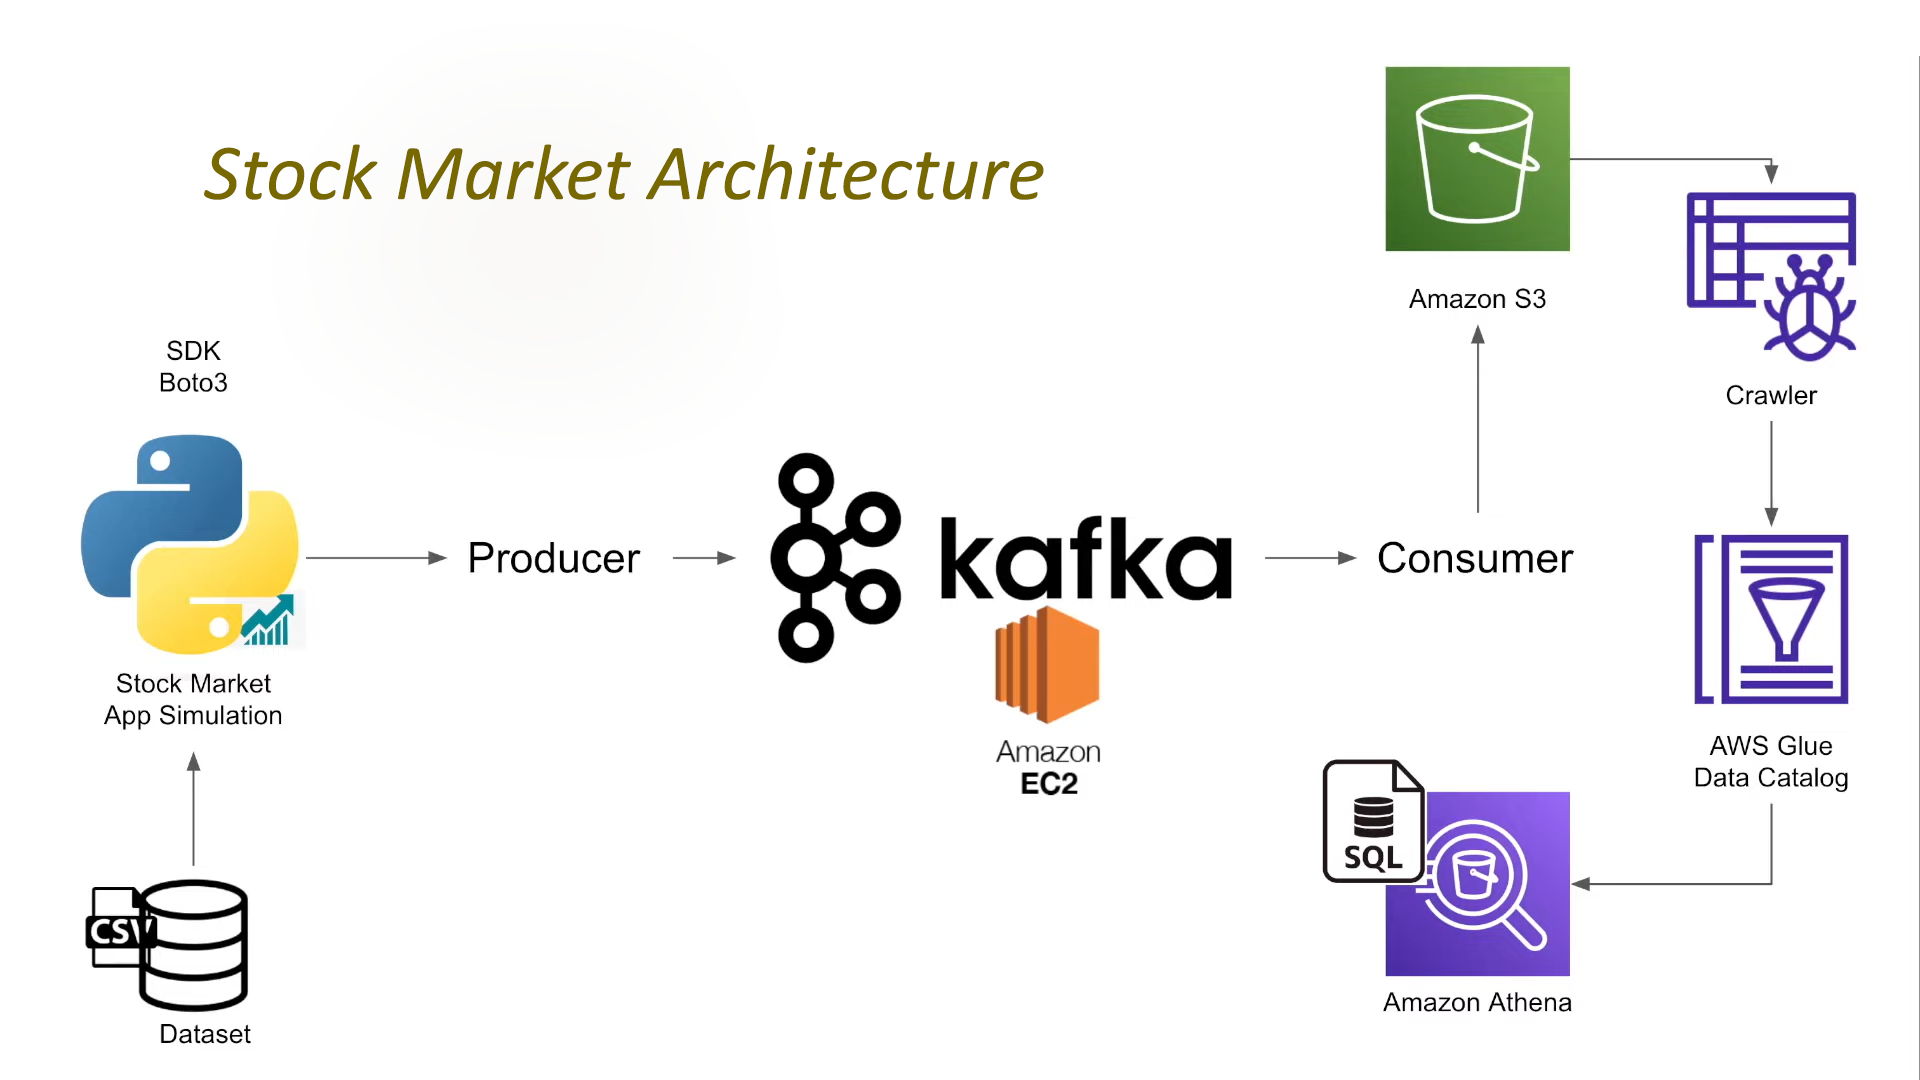 Stock Market Architecture
SDK
Boto3
Stock Market
App Simulation
CSV
Dataset
Producer
kafka
Amazon
EC2
Consumer
Amazon S3
Crawler
AWS Glue
Data Catalog
SQL
Amazon Athena